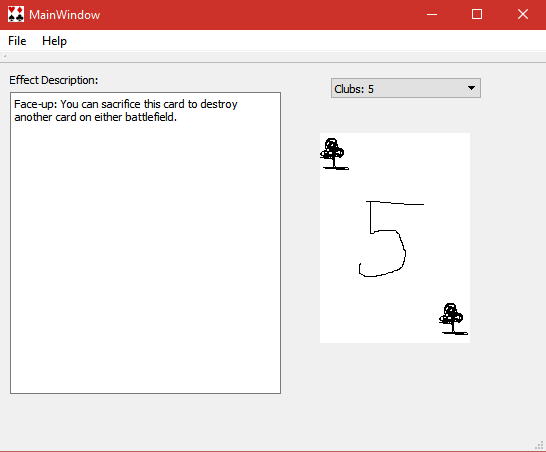 MainWindow
File Help
Effect Description:
Clubs: 5
Face-up: You can sacrifice this card to destroy
another card on either battlefield.
5